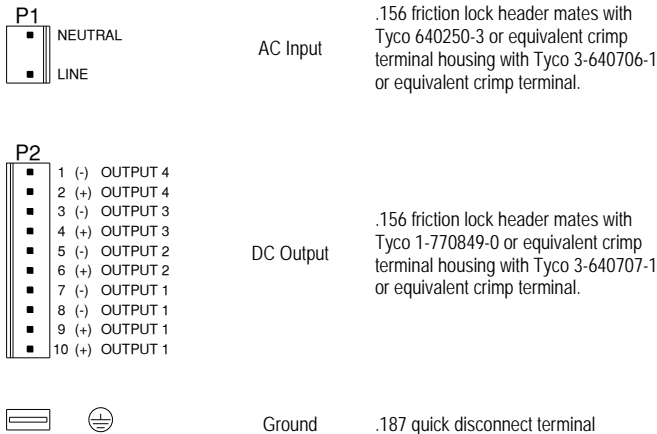 P1
NEUTRAL
LINE
AC Input
.156 friction lock header mates with
Tyco 640250-3 or equivalent crimp
terminal housing with Tyco 3-640706-1
or equivalent crimp terminal.
P2
1 (-) OUTPUT 4
2 (+) OUTPUT 4
3 (-) OUTPUT 3
4 (+) OUTPUT 3
5 (-) OUTPUT 2
6 (+) OUTPUT 2
7 (-) OUTPUT 1
8 (-) OUTPUT 1
9 (+) OUTPUT 1
10 (+) OUTPUT 1
DC Output
.156 friction lock header mates with
Tyco 1-770849-0 or equivalent crimp
terminal housing with Tyco 3-640707-1
or equivalent crimp terminal.
Ground
.187 quick disconnect terminal